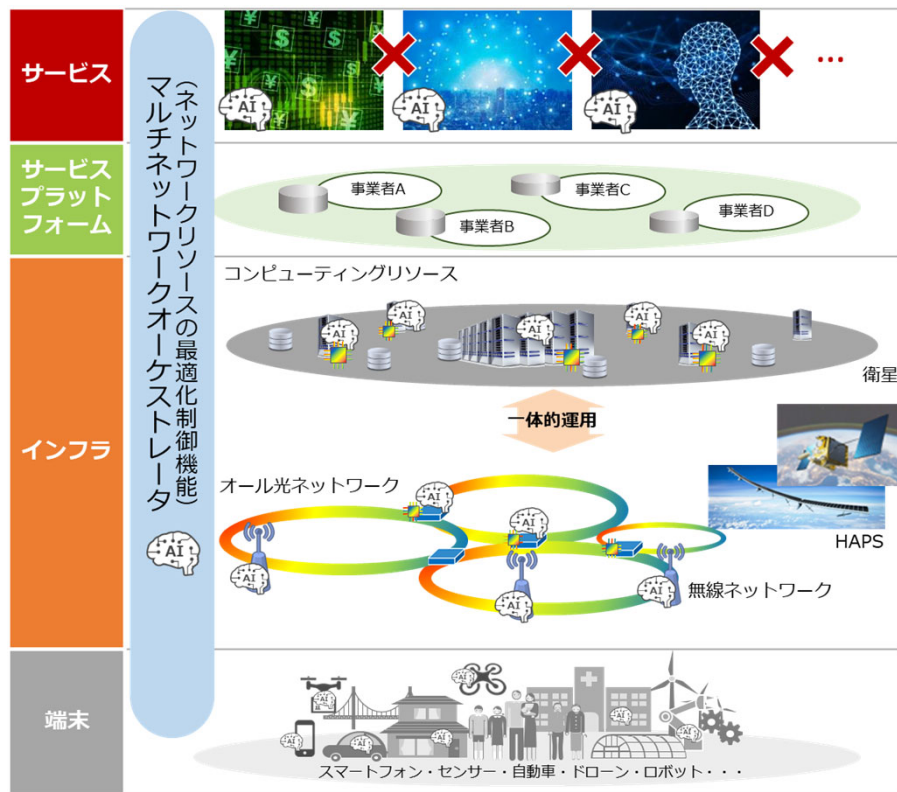 サービス
マルチネットワークオーケストレータ
(ネットワークリソースの最適化制御機能)
AI
AI
AI
AI
…
サービス
プラット
フォーム
事業者A
事業者C
事業者B
事業者D
インフラ
コンピューティングリソース
AI
AI
AI
AI
AI
衛星
一体的運用
HAPS
オール光ネットワーク
AI
AI
AI
AI
AI
無線ネットワーク
端末
AI
AI
AI
AI
AI
AI
AI
スマートフォン・センサー・自動車・ドローン・ロボット・・・